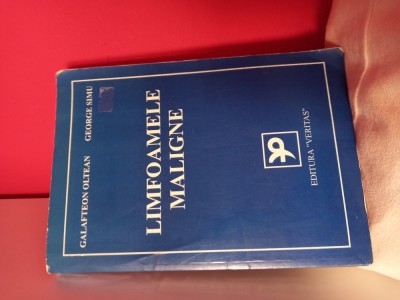 GALAFTEON OLTEAN GEORGE SIMU
LIMFOAMELE
MALIGNE
EDITURA "VERITAS"